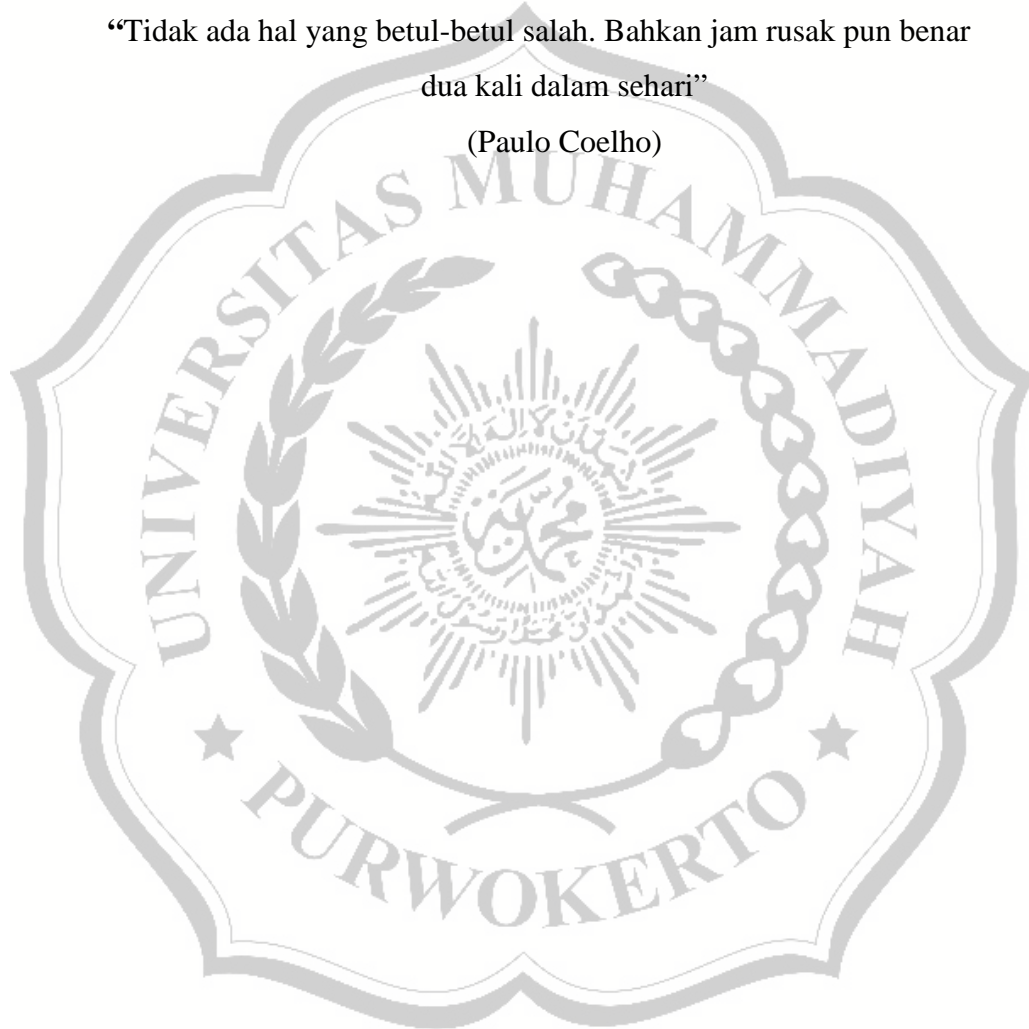 “Tidak ada hal yang betul-betul salah. Bahkan jam rusak pun benar
dua kali dalam sehari”
(Paulo Coelho)
UNIVERSITAS MUHAMMADIYAH
PURWOKERTO
محمد